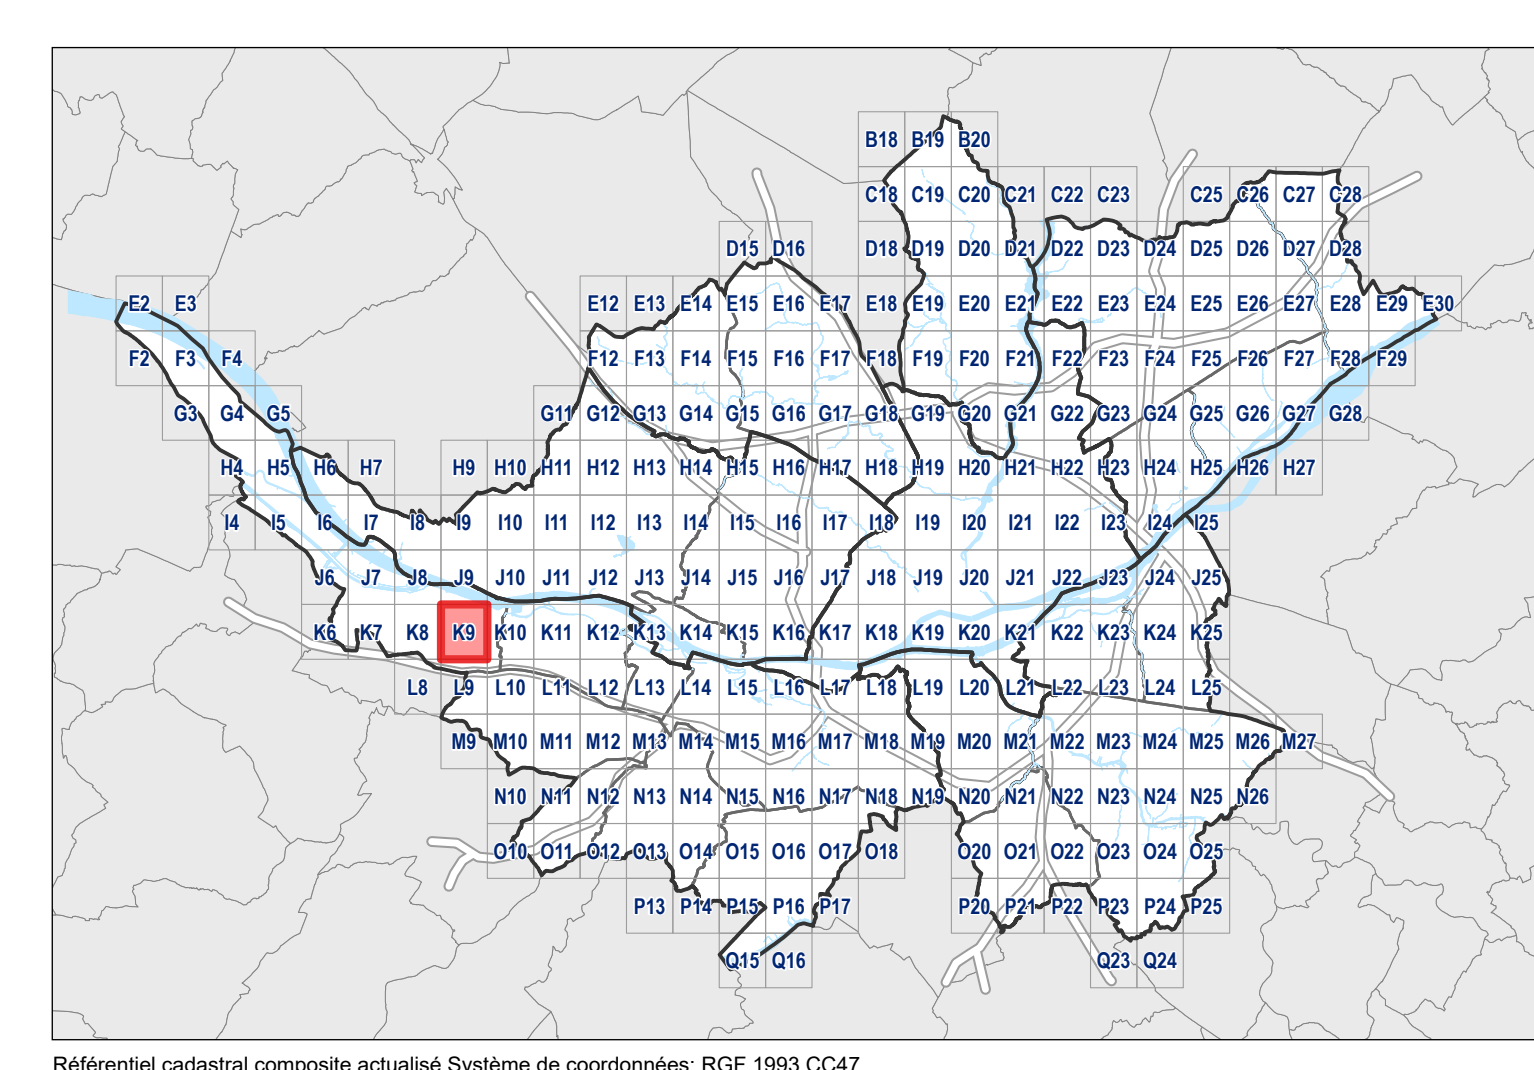 B18 B19 B20
C18 C19 C20 C21 C22 C23 C25 C26 C27 C28
D15 D16 D18 D19 D20 D21 D22 D23 D24 D25 D26 D27 D28
E2 E3 E12 E13 E14 E15 E16 E17 E18 E19 E20 E21 E22 E23 E24 E25 E26 E27 E28 E29 E30
F2 F3 F4 F12 F13 F14 F15 F16 F17 F18 F19 F20 F21 F22 F23 F24 F25 F26 F27 F28 F29
G3 G4 G5 G11 G12 G13 G14 G15 G16 G17 G18 G19 G20 G21 G22 G23 G24 G25 G26 G27 G28
H4 H5 H6 H7 H9 H10 H11 H12 H13 H14 H15 H16 H17 H18 H19 H20 H21 H22 H23 H24 H25 H26 H27
I4 I5 I6 I7 I8 I9 I10 I11 I12 I13 I14 I15 I16 I17 I18 I19 I20 I21 I22 I23 I24 I25
J6 J7 J8 J9 J10 J11 J12 J13 J14 J15 J16 J17 J18 J19 J20 J21 J22 J23 J24 J25
K6 K7 K8 K9 K10 K11 K12 K13 K14 K15 K16 K17 K18 K19 K20 K21 K22 K23 K24 K25
L8 L9 L10 L11 L12 L13 L14 L15 L16 L17 L18 L19 L20 L21 L22 L23 L24 L25
M9 M10 M11 M12 M13 M14 M15 M16 M17 M18 M19 M20 M21 M22 M23 M24 M25 M26 M27
N10 N11 N12 N13 N14 N15 N16 N17 N18 N19 N20 N21 N22 N23 N24 N25 N26
O10 O11 O12 O13 O14 O15 O16 O17 O18 O20 O21 O22 O23 O24 O25
P13 P14 P15 P16 P17 P20 P21 P22 P23 P24 P25
Q15 Q16 Q23 Q24
Référentiel cadastral composite actualisé Système de coordonnées: RGF 1993 CC47